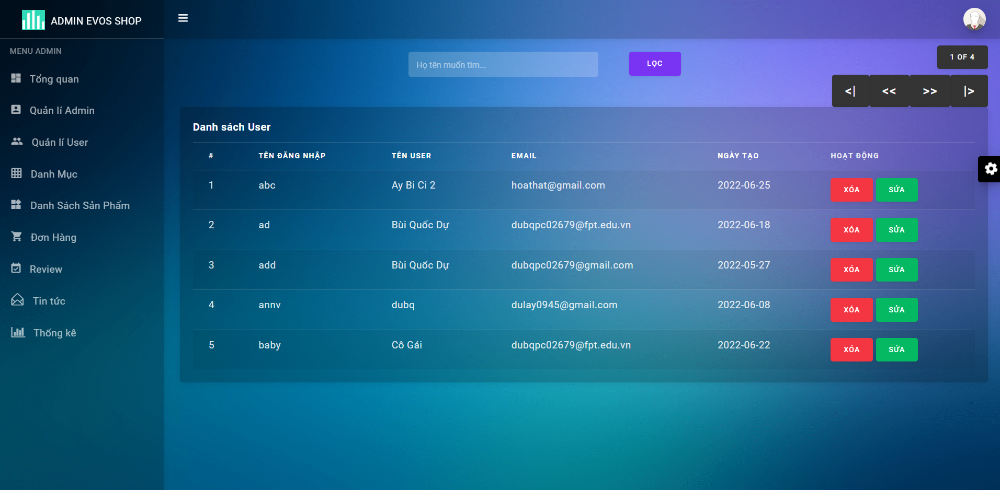 ADMIN EVOS SHOP
MENU ADMIN
Tổng quan
Quản lí Admin
Quản lí User
Danh Mục
Danh Sách Sản Phẩm
Đơn Hàng
Review
Tin tức
Thống kê
Họ tên muốn tìm...
LỌC
1 OF 4
<| << >> |>
Danh sách User
# TÊN ĐĂNG NHẬP TÊN USER EMAIL NGÀY TẠO HOẠT ĐỘNG
1 abc Ay Bi Ci 2 hoathat@gmail.com 2022-06-25 XÓA SỬA
2 ad Bùi Quốc Dự dubqpc02679@fpt.edu.vn 2022-06-18 XÓA SỬA
3 add Bùi Quốc Dự dubqpc02679@gmail.com 2022-05-27 XÓA SỬA
4 annv dubq dulay0945@gmail.com 2022-06-08 XÓA SỬA
5 baby Cô Gái dubqpc02679@fpt.edu.vn 2022-06-22 XÓA SỬA